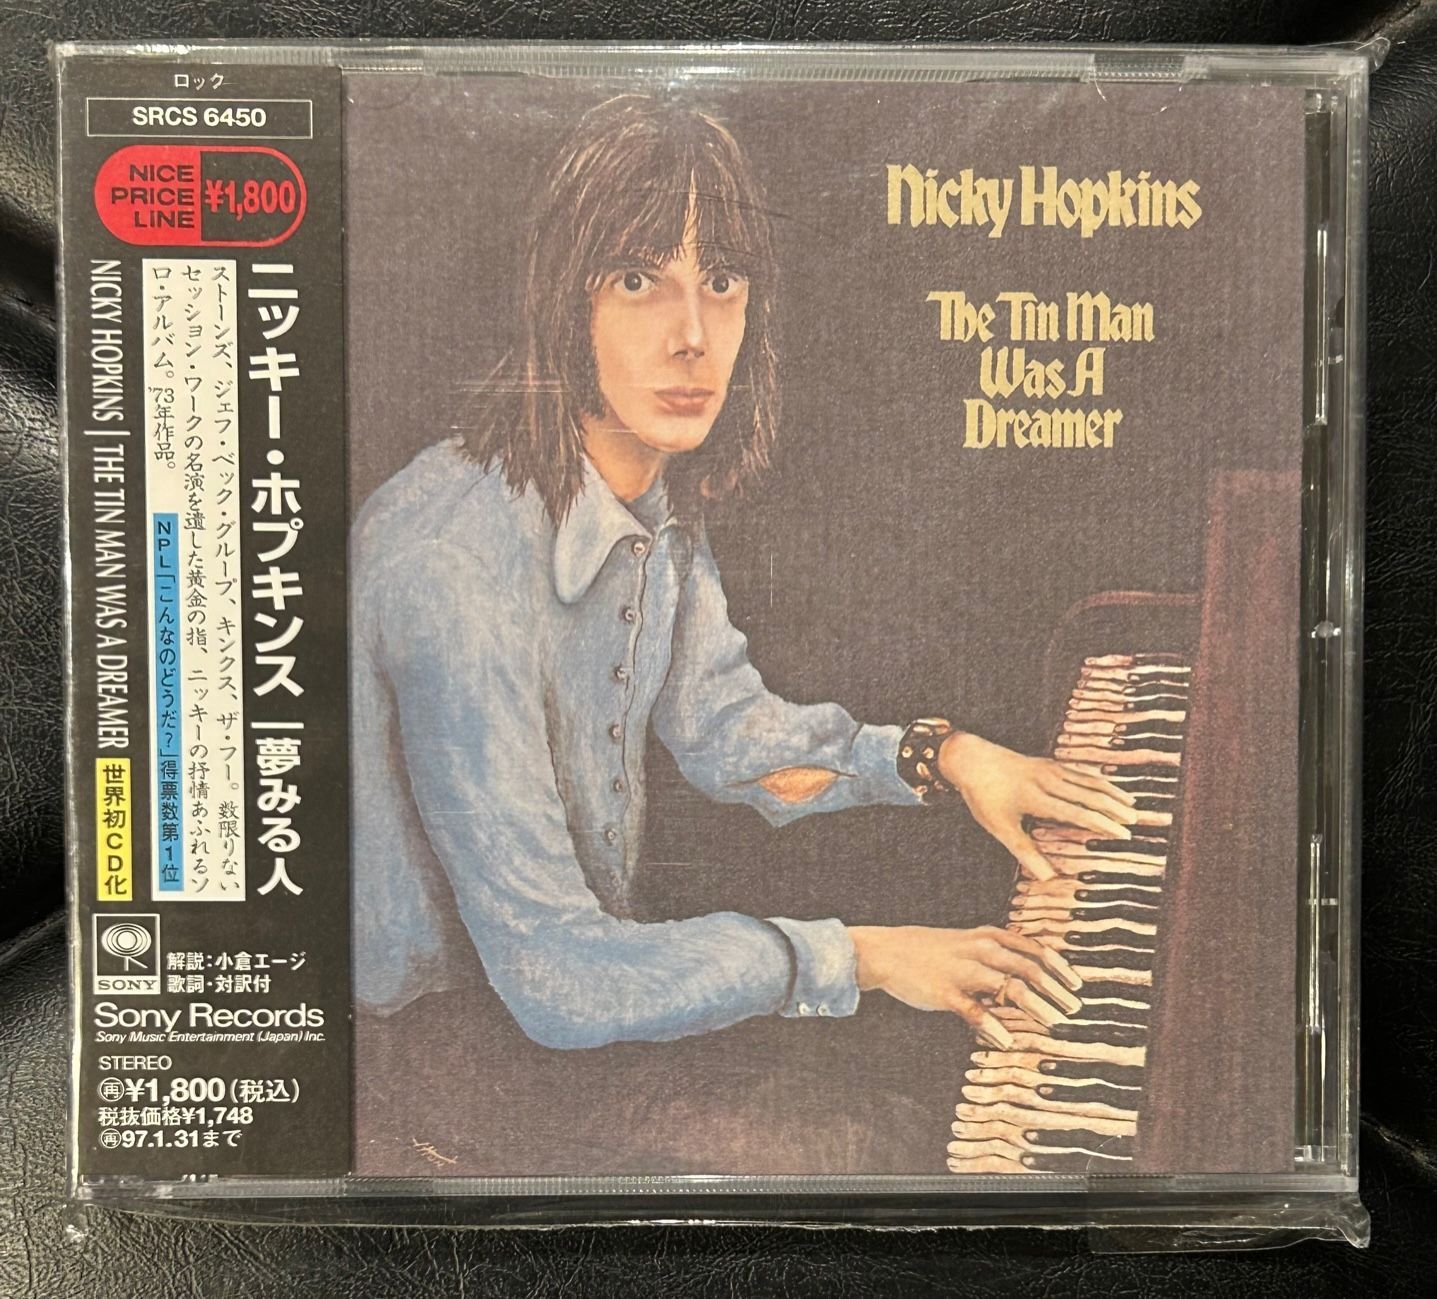 ロック
SRCS 6450
NICE
PRICE
LINE
¥1,800
ニッキー・ホプキンス｜夢みる人
ストーンズ、ジェフ・ベック・グループ、キンクス、ザ・フー。数限りない
セッション・ワークの名演を遺した黄金の指、ニッキーの抒情あふれるソ
ロ・アルバム。'73年作品。
NPL「こんなのどうだ?」得票数第1位
NICKY HOPKINS | THE TIN MAN WAS A DREAMER
世界初CD化
SONY
解説:小倉エージ
歌詞・対訳付
Sony Records
Sony Music Entertainment (Japan) Inc.
STEREO
再¥1,800(税込)
税抜価格¥1,748
再97.1.31まで
Nicky Hopkins
The Tin Man
Was A
Dreamer